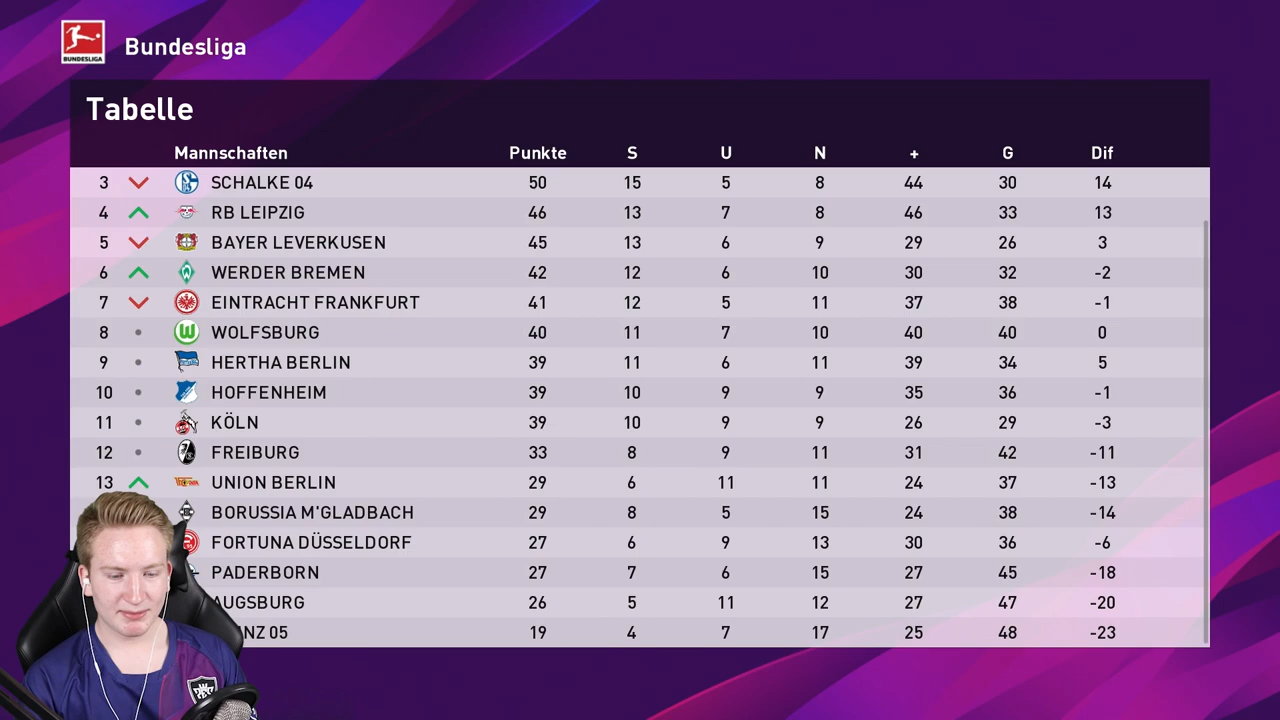 BUNDESLIGA
Bundesliga
Tabelle
Mannschaften Punkte S U N + G Dif
3 SCHALKE 04 50 15 5 8 44 30 14
4 RB LEIPZIG 46 13 7 8 46 33 13
5 BAYER LEVERKUSEN 45 13 6 9 29 26 3
6 WERDER BREMEN 42 12 6 10 30 32 -2
7 EINTRACHT FRANKFURT 41 12 5 11 37 38 -1
8 WOLFSBURG 40 11 7 10 40 40 0
9 HERTHA BERLIN 39 11 6 11 39 34 5
10 HOFFENHEIM 39 10 9 9 35 36 -1
11 KÖLN 39 10 9 9 26 29 -3
12 FREIBURG 33 8 9 11 31 42 -11
13 UNION BERLIN 29 6 11 11 24 37 -13
BORUSSIA M'GLADBACH 29 8 5 15 24 38 -14
FORTUNA DÜSSELDORF 27 6 9 13 30 36 -6
PADERBORN 27 7 6 15 27 45 -18
AUGSBURG 26 5 11 12 27 47 -20
NZ 05 19 4 7 17 25 48 -23